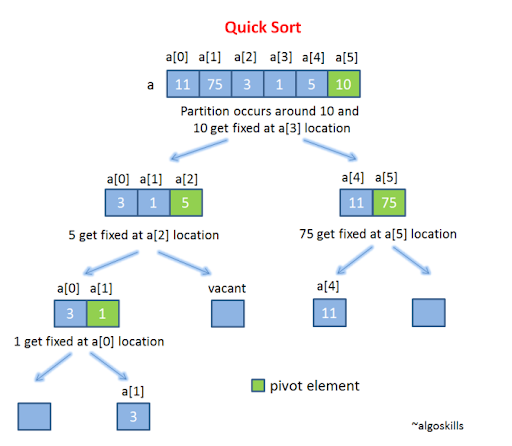 Quick Sort
a[0] a[1] a[2] a[3] a[4] a[5]
a 11 75 3 1 5 10
Partition occurs around 10 and
10 get fixed at a[3] location
a[0] a[1] a[2]
3 1 5
a[4] a[5]
11 75
5 get fixed at a[2] location
75 get fixed at a[5] location
a[0] a[1]
3 1
vacant
a[4]
11
1 get fixed at a[0] location
a[1]
3
pivot element
~algoskills